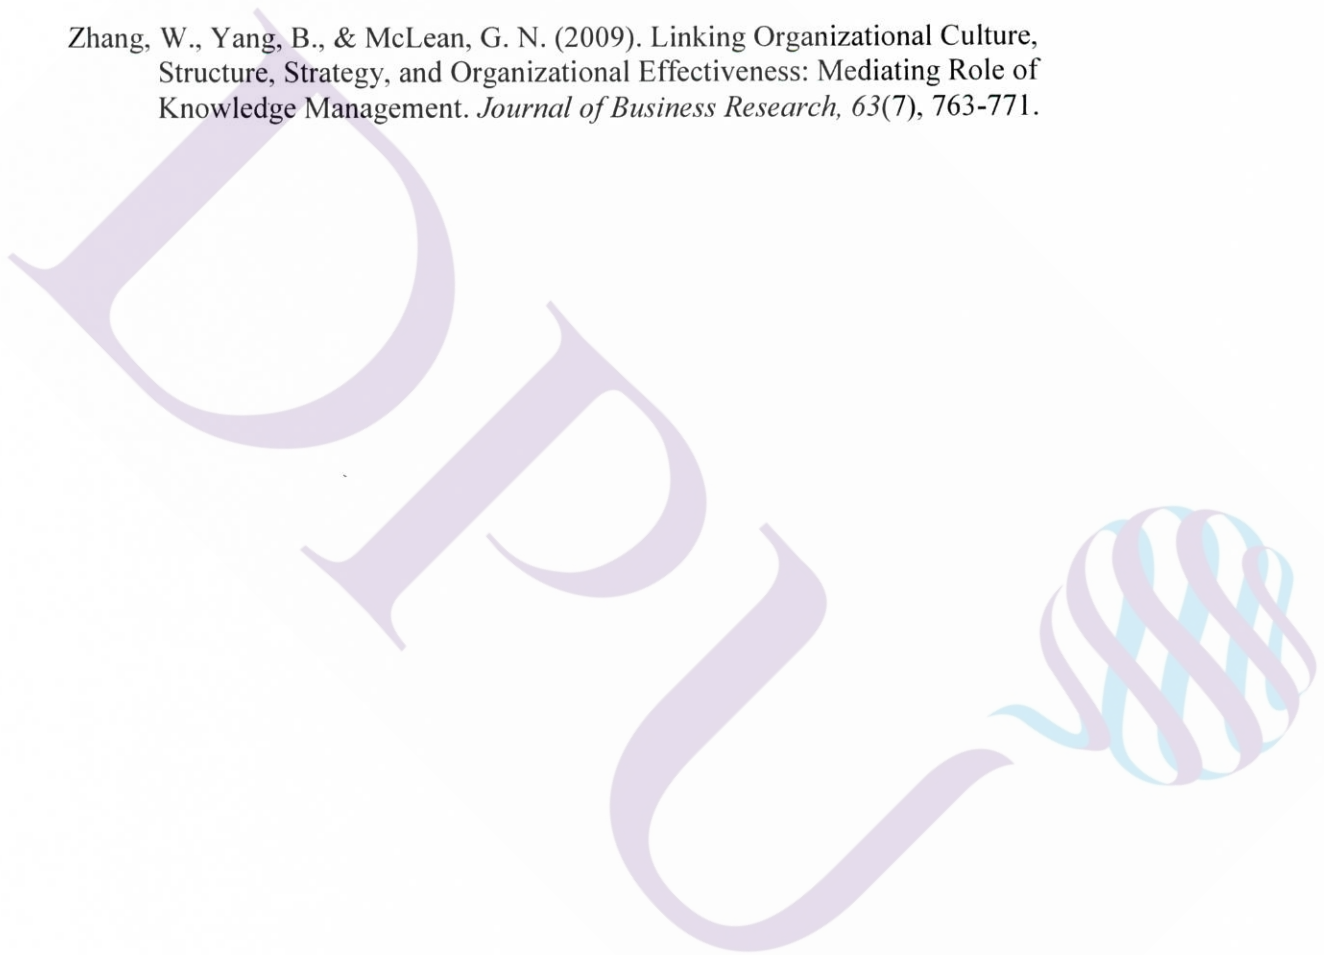 Zhang, W., Yang, B., & McLean, G. N. (2009). Linking Organizational Culture,
Structure, Strategy, and Organizational Effectiveness: Mediating Role of
Knowledge Management. Journal of Business Research, 63(7), 763-771.
DPU